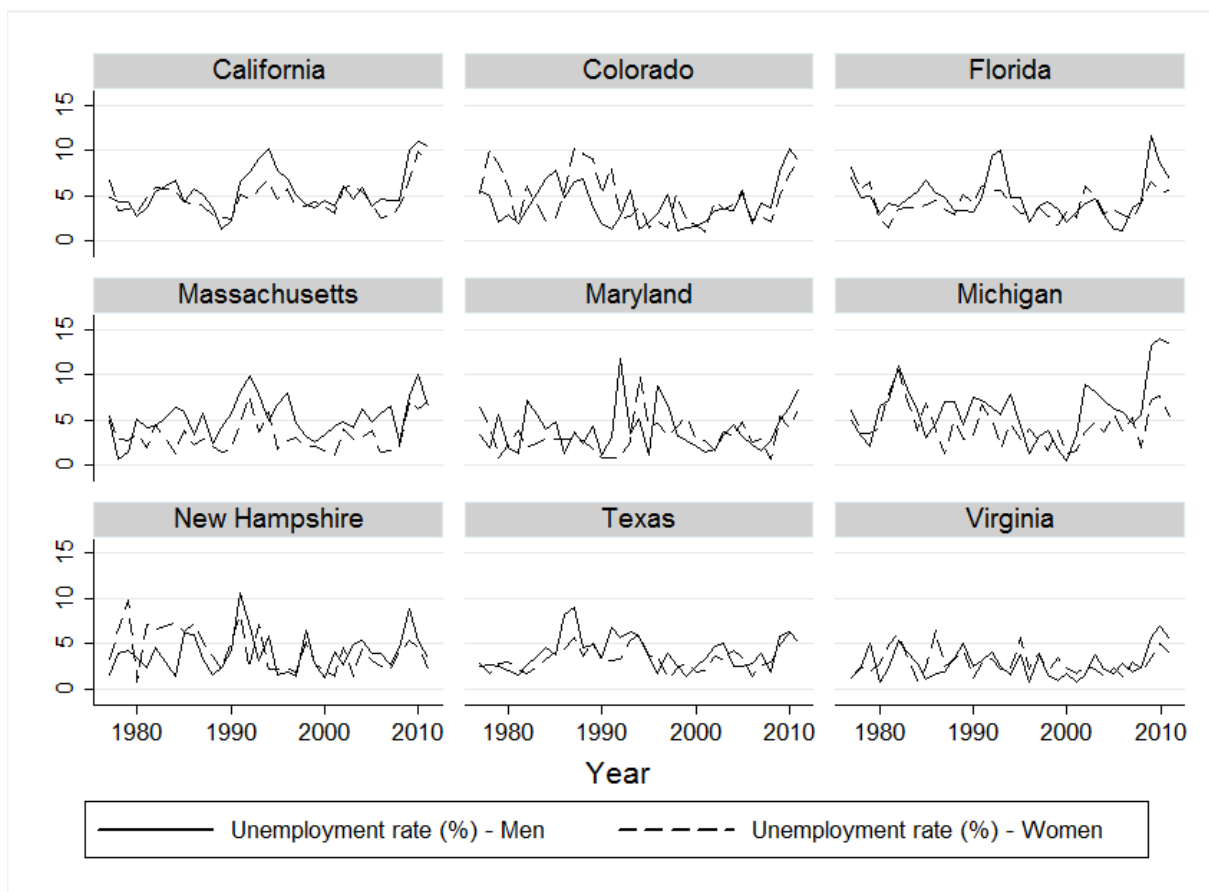 California Colorado Florida
15
10
5
0
Massachusetts Maryland Michigan
15
10
5
0
New Hampshire Texas Virginia
15
10
5
0
1980 1990 2000 2010 1980 1990 2000 2010 1980 1990 2000 2010
Year
Unemployment rate (%) - Men Unemployment rate (%) - Women